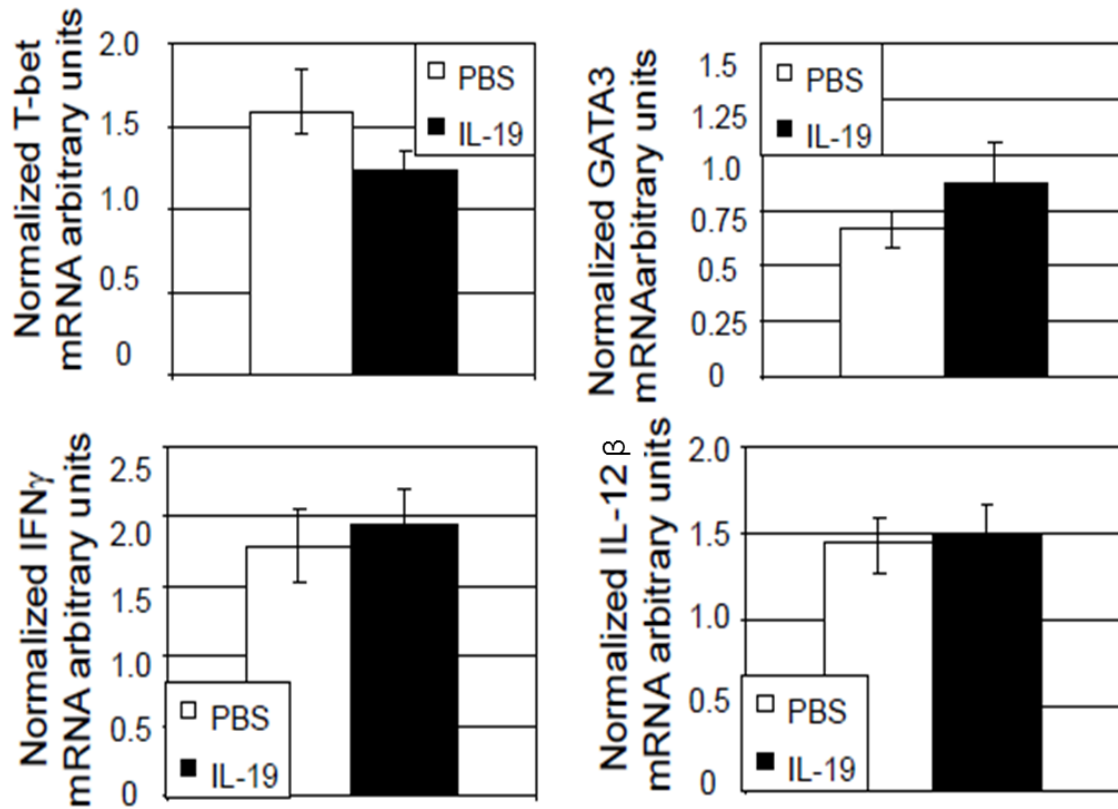 Normalized T-bet
mRNA arbitrary units
2.0
1.5
1.0
0.5
0
PBS
IL-19
Normalized GATA3
mRNAarbitrary units
1.5
1.25
1.0
0.75
0.5
0.25
0
PBS
IL-19
Normalized IFNγ
mRNA arbitrary units
2.5
2.0
1.5
1.0
0.5
0
PBS
IL-19
Normalized IL-12 β
mRNA arbitrary units
2.0
1.5
1.0
0.5
0
PBS
IL-19